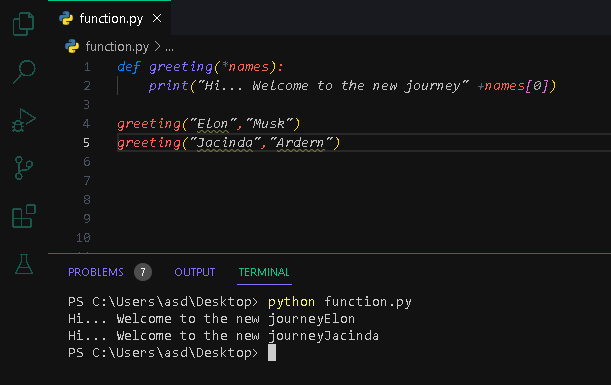 function.py ×
function.py > ...
1 def greeting(*names):
2 print("Hi... Welcome to the new journey" +names[0])
3
4 greeting("Elon","Musk")
5 greeting("Jacinda","Ardern")
6
7
8
9
10
PROBLEMS 7 OUTPUT TERMINAL
PS C:\Users\asd\Desktop> python function.py
Hi... Welcome to the new journeyElon
Hi... Welcome to the new journeyJacinda
PS C:\Users\asd\Desktop>